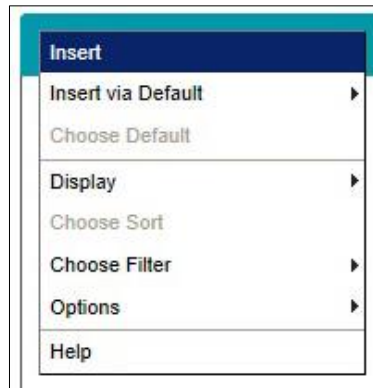 Insert
Insert via Default
Choose Default
Display
Choose Sort
Choose Filter
Options
Help